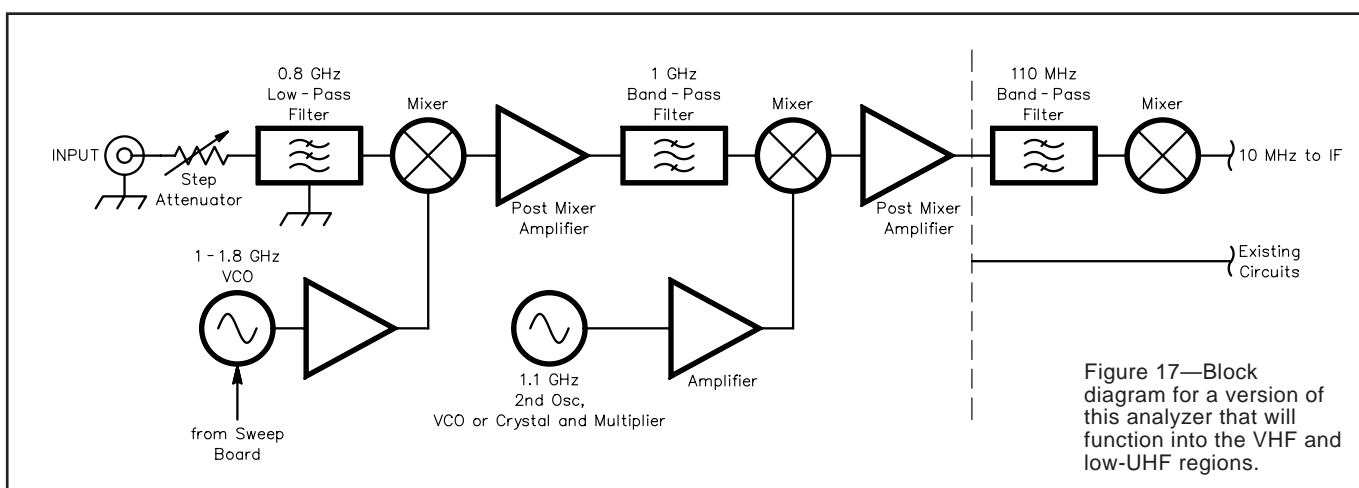 0.8 GHz
Low-Pass
Filter
Mixer
1 GHz
Band-Pass
Filter
Mixer
110 MHz
Band-Pass
Filter
Mixer
INPUT
Step
Attenuator
Post Mixer
Amplifier
Post Mixer
Amplifier
10 MHz to IF
1-1.8 GHz
VCO
Existing
Circuits
from Sweep
Board
1.1 GHz
2nd Osc,
VCO or Crystal and Multiplier
Amplifier
Figure 17—Block
diagram for a version of
this analyzer that will
function into the VHF and
low-UHF regions.